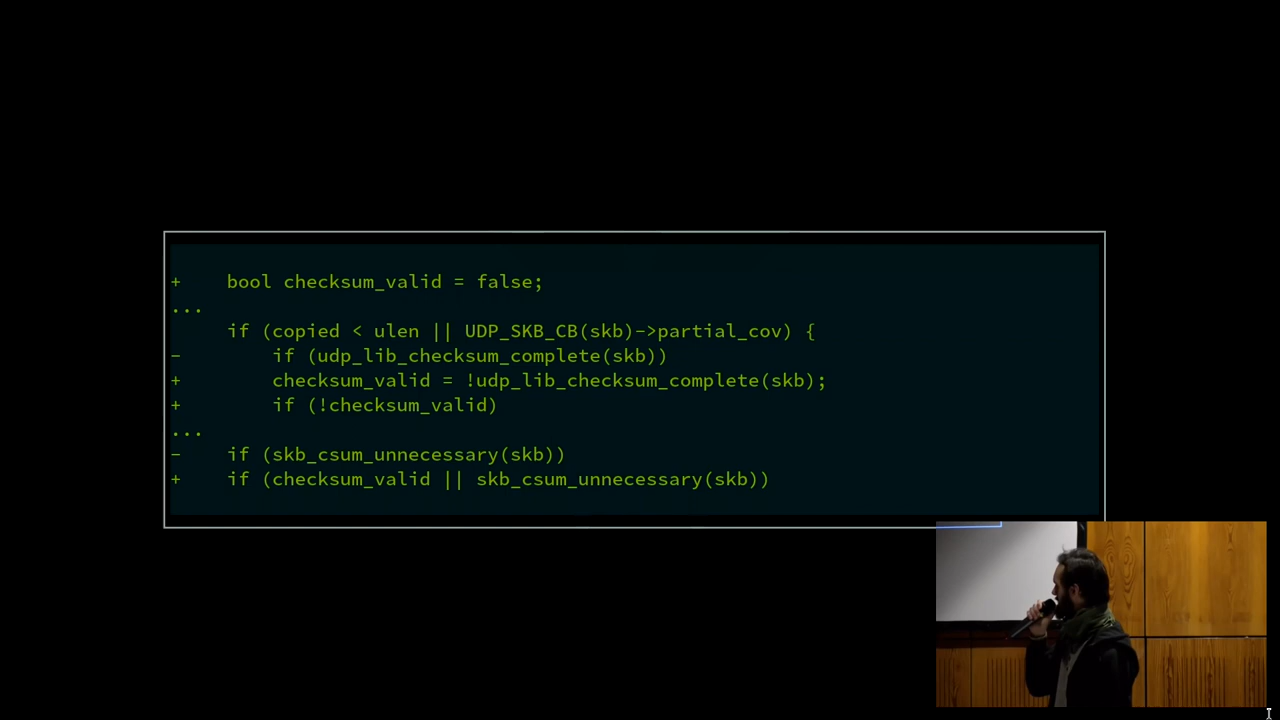 +    bool checksum_valid = false;
...
     if (copied < ulen || UDP_SKB_CB(skb)->partial_cov) {
-        if (udp_lib_checksum_complete(skb))
+        checksum_valid = !udp_lib_checksum_complete(skb);
+        if (!checksum_valid)
...
-    if (skb_csum_unnecessary(skb))
+    if (checksum_valid || skb_csum_unnecessary(skb))